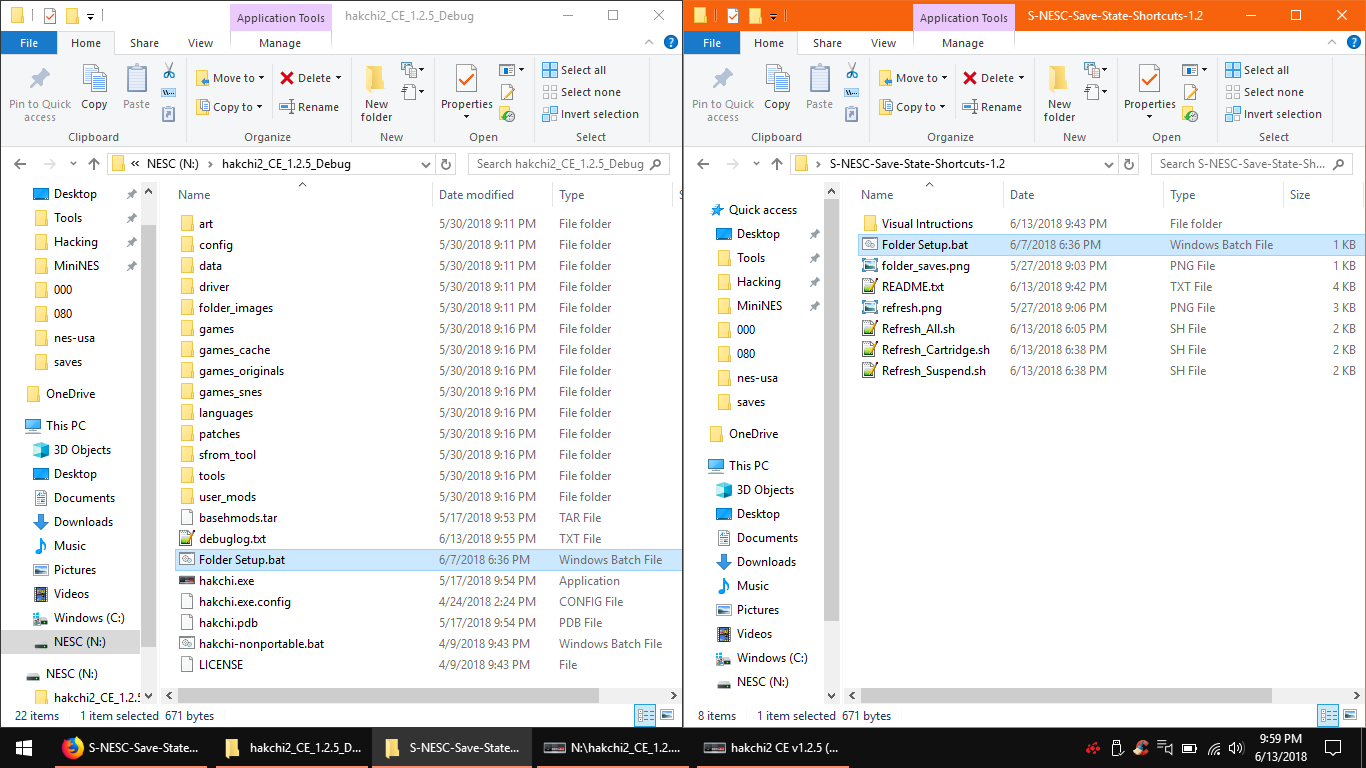 Application Tools
hakchi2_CE_1.2.5_Debug
File
Home
Share
View
Manage
Pin to Quick access
Copy
Paste
Move to
Copy to
Delete
Rename
New folder
Properties
Open
Select all
Select none
Invert selection
Clipboard
Organize
New
Open
Select
« NESC (N:) › hakchi2_CE_1.2.5_Debug
Search hakchi2_CE_1.2.5_Debug
Desktop
Tools
Hacking
MiniNES
000
080
nes-usa
saves
OneDrive
This PC
3D Objects
Desktop
Documents
Downloads
Music
Pictures
Videos
Windows (C:)
NESC (N:)
NESC (N:)
hakchi2_CE_1.2.5
Name Date modified Type S
art 5/30/2018 9:11 PM File folder
config 5/30/2018 9:11 PM File folder
data 5/30/2018 9:11 PM File folder
driver 5/30/2018 9:11 PM File folder
folder_images 5/30/2018 9:11 PM File folder
games 5/30/2018 9:16 PM File folder
games_cache 5/30/2018 9:16 PM File folder
games_originals 5/30/2018 9:16 PM File folder
games_snes 5/30/2018 9:16 PM File folder
languages 5/30/2018 9:16 PM File folder
patches 5/30/2018 9:16 PM File folder
sfrom_tool 5/30/2018 9:16 PM File folder
tools 5/30/2018 9:16 PM File folder
user_mods 5/30/2018 9:16 PM File folder
basehmods.tar 5/17/2018 9:53 PM TAR File
debuglog.txt 6/13/2018 9:55 PM TXT File
Folder Setup.bat 6/7/2018 6:36 PM Windows Batch File
hakchi.exe 5/17/2018 9:54 PM Application
hakchi.exe.config 4/24/2018 2:24 PM CONFIG File
hakchi.pdb 5/17/2018 9:54 PM PDB File
hakchi-nonportable.bat 4/9/2018 9:43 PM Windows Batch File
LICENSE 4/9/2018 9:43 PM File
22 items 1 item selected 671 bytes
Application Tools
S-NESC-Save-State-Shortcuts-1.2
File
Home
Share
View
Manage
Pin to Quick access
Copy
Paste
Move to
Copy to
Delete
Rename
New folder
Properties
Select all
Select none
Invert selection
Clipboard
Organize
New
Open
Select
› S-NESC-Save-State-Shortcuts-1.2
Search S-NESC-Save-State-Sh...
Quick access
Desktop
Tools
Hacking
MiniNES
000
080
nes-usa
saves
OneDrive
This PC
3D Objects
Desktop
Documents
Downloads
Music
Pictures
Videos
Windows (C:)
NESC (N:)
Name Date Type Size
Visual Intructions 6/13/2018 9:43 PM File folder
Folder Setup.bat 6/7/2018 6:36 PM Windows Batch File 1 KB
folder_saves.png 5/27/2018 9:03 PM PNG File 1 KB
README.txt 6/13/2018 9:42 PM TXT File 4 KB
refresh.png 5/27/2018 9:06 PM PNG File 3 KB
Refresh_All.sh 6/13/2018 6:05 PM SH File 2 KB
Refresh_Cartridge.sh 6/13/2018 6:38 PM SH File 2 KB
Refresh_Suspend.sh 6/13/2018 6:38 PM SH File 2 KB
8 items 1 item selected 671 bytes
S-NESC-Save-State...
hakchi2_CE_1.2.5_D...
S-NESC-Save-State...
N:\hakchi2_CE_1.2....
hakchi2 CE v1.2.5 (...
9:59 PM
6/13/2018